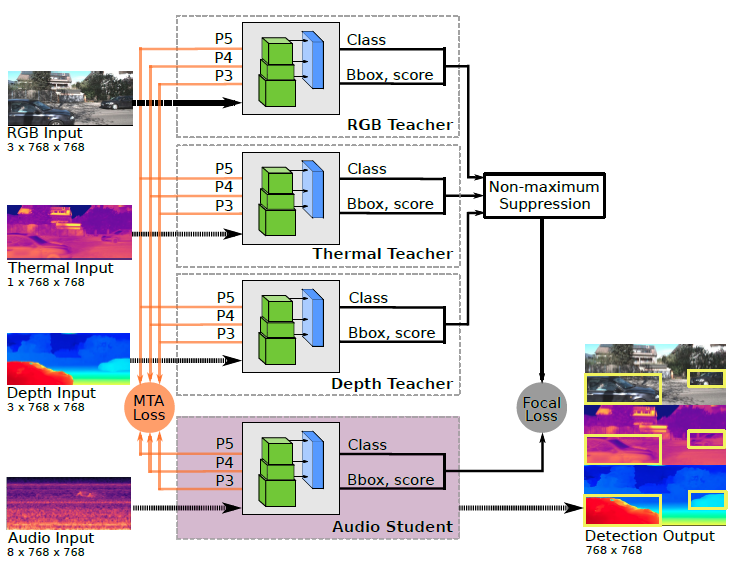 P5
P4
P3
Class
Bbox, score
RGB Teacher
RGB Input
3 x 768 x 768
P5
P4
P3
Class
Bbox, score
Thermal Teacher
Non-maximum
Suppression
Thermal Input
1 x 768 x 768
P5
P4
P3
Class
Bbox, score
Depth Teacher
Depth Input
3 x 768 x 768
MTA
Loss
Focal
Loss
P5
P4
P3
Class
Bbox, score
Audio Student
Audio Input
8 x 768 x 768
Detection Output
768 x 768